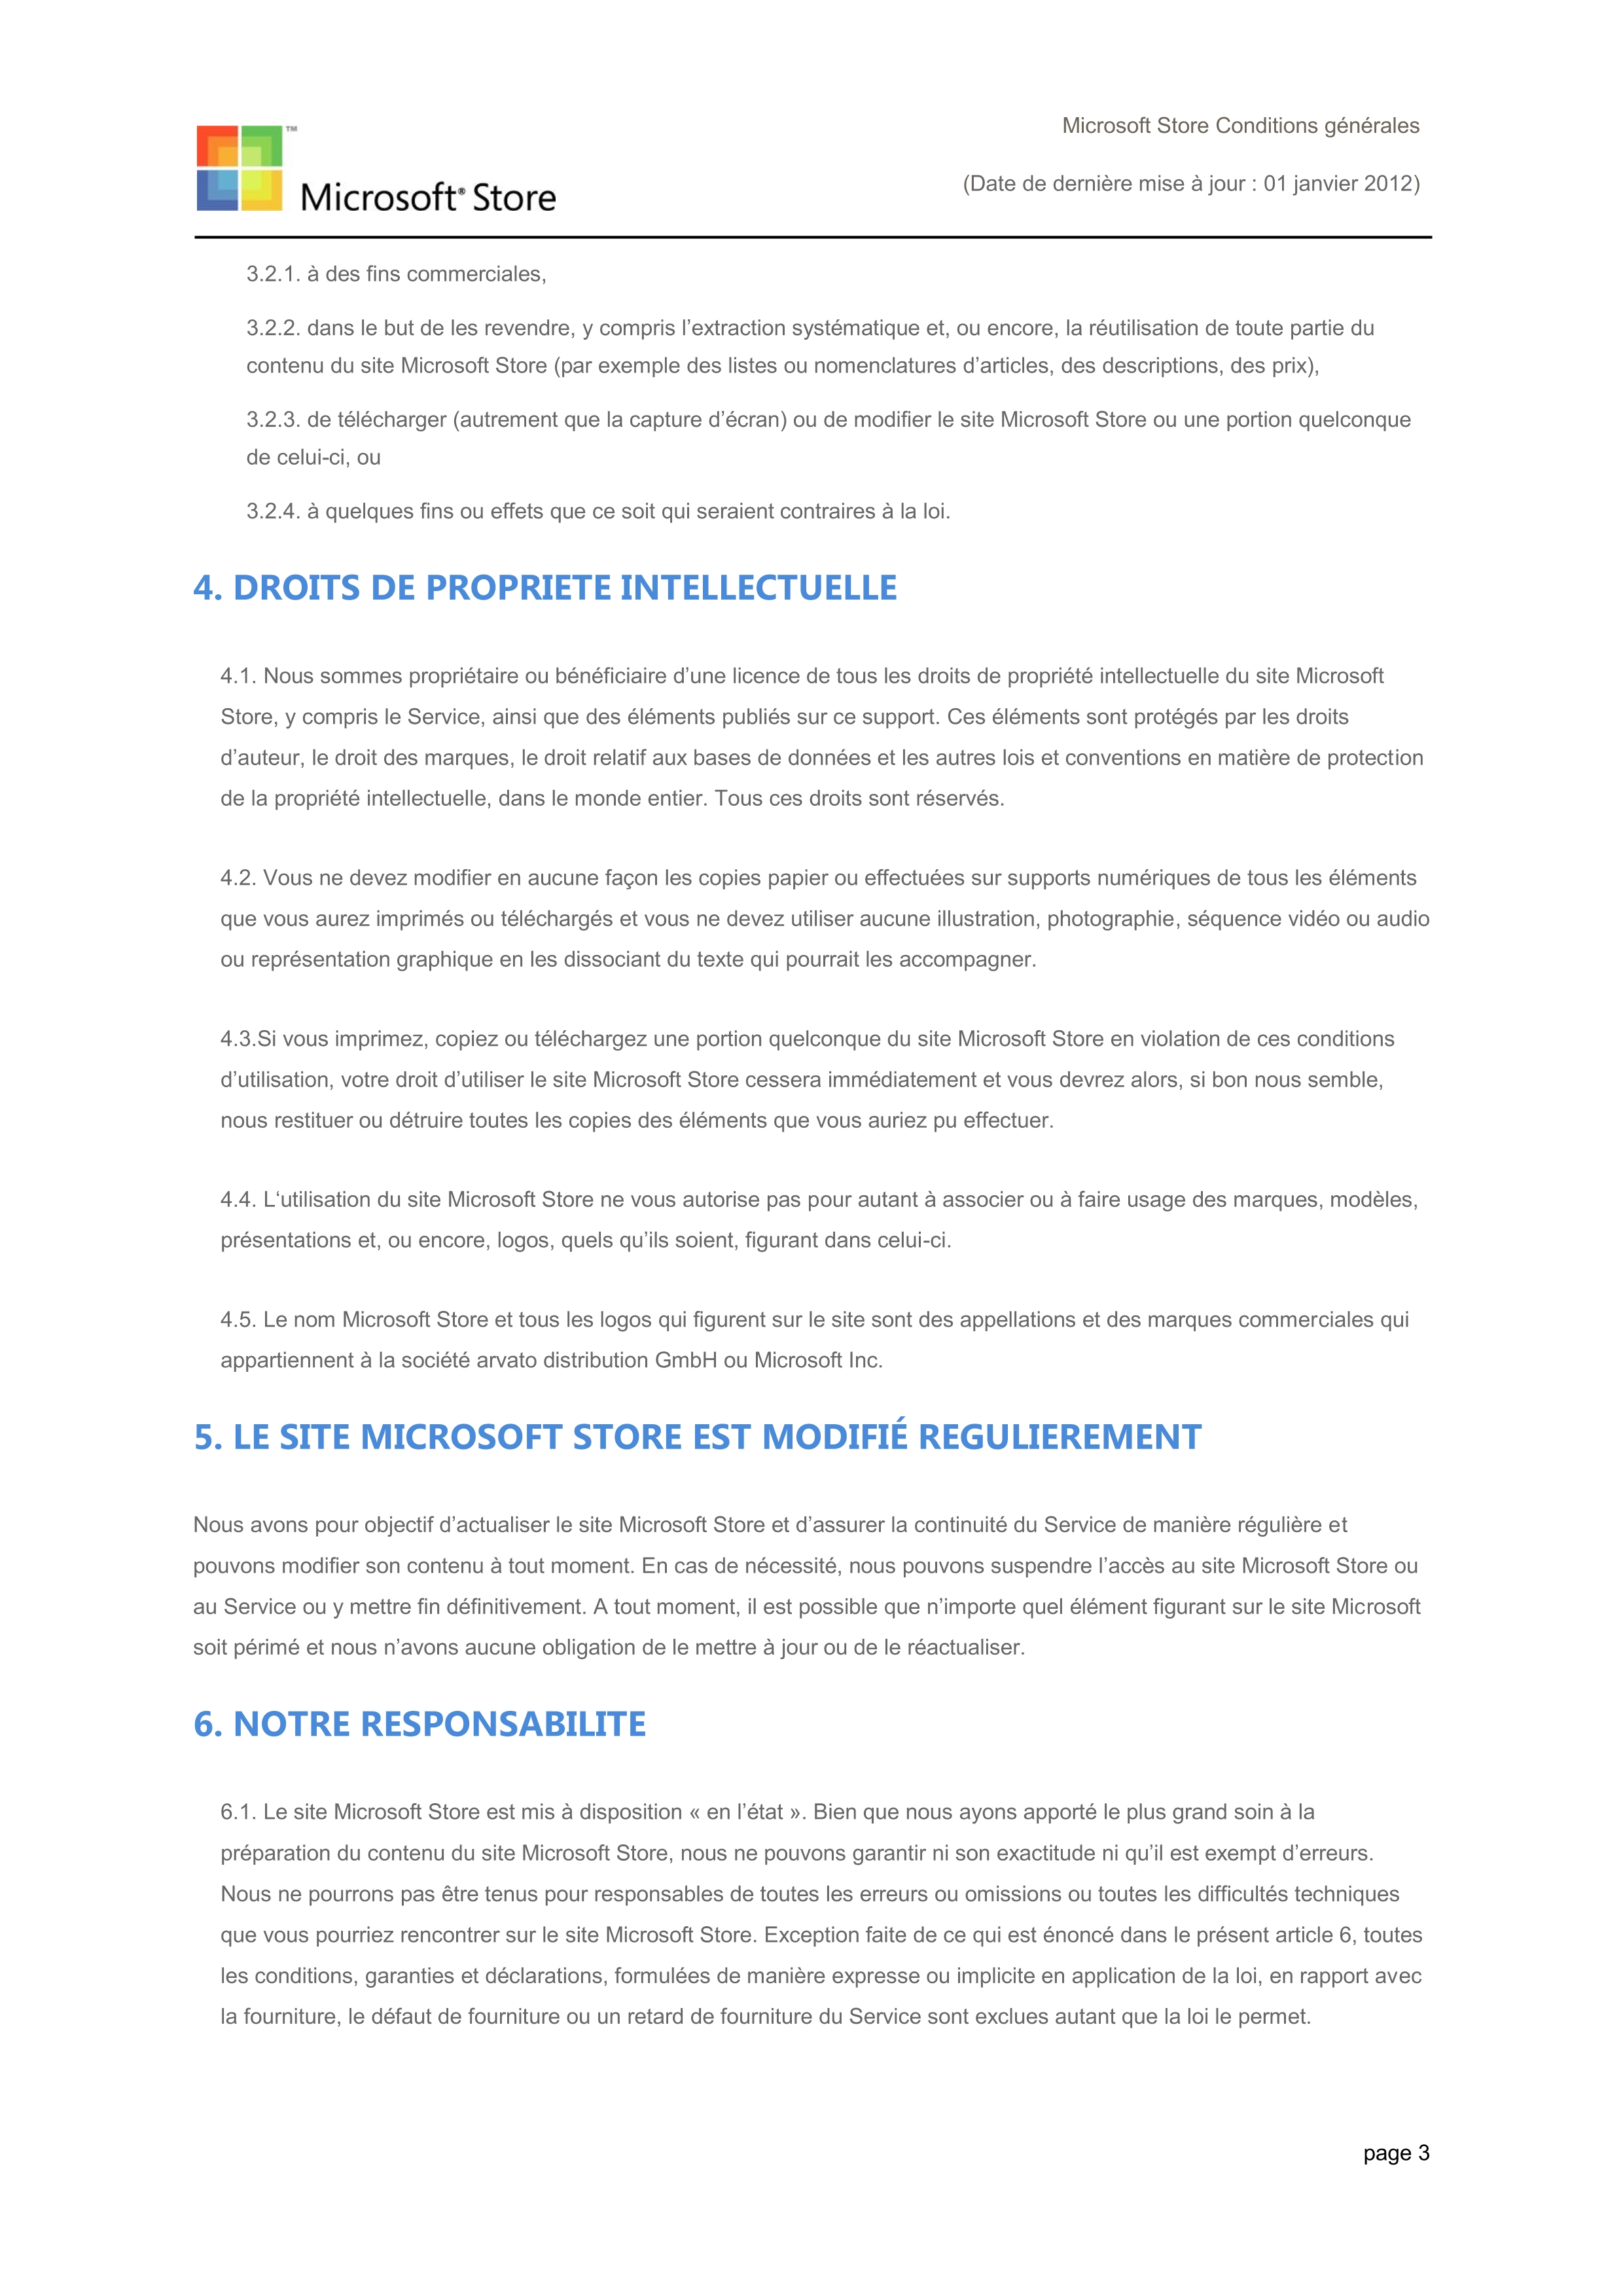 Microsoft Store Conditions générales
(Date de dernière mise à jour : 01 janvier 2012)
™
Microsoft® Store
3.2.1. à des fins commerciales,
3.2.2. dans le but de les revendre, y compris l’extraction systématique et, ou encore, la réutilisation de toute partie du
contenu du site Microsoft Store (par exemple des listes ou nomenclatures d’articles, des descriptions, des prix),
3.2.3. de télécharger (autrement que la capture d’écran) ou de modifier le site Microsoft Store ou une portion quelconque
de celui-ci, ou
3.2.4. à quelques fins ou effets que ce soit qui seraient contraires à la loi.
4. DROITS DE PROPRIETE INTELLECTUELLE
4.1. Nous sommes propriétaire ou bénéficiaire d’une licence de tous les droits de propriété intellectuelle du site Microsoft
Store, y compris le Service, ainsi que des éléments publiés sur ce support. Ces éléments sont protégés par les droits
d’auteur, le droit des marques, le droit relatif aux bases de données et les autres lois et conventions en matière de protection
de la propriété intellectuelle, dans le monde entier. Tous ces droits sont réservés.
4.2. Vous ne devez modifier en aucune façon les copies papier ou effectuées sur supports numériques de tous les éléments
que vous aurez imprimés ou téléchargés et vous ne devez utiliser aucune illustration, photographie, séquence vidéo ou audio
ou représentation graphique en les dissociant du texte qui pourrait les accompagner.
4.3.Si vous imprimez, copiez ou téléchargez une portion quelconque du site Microsoft Store en violation de ces conditions
d’utilisation, votre droit d’utiliser le site Microsoft Store cessera immédiatement et vous devrez alors, si bon nous semble,
nous restituer ou détruire toutes les copies des éléments que vous auriez pu effectuer.
4.4. L‘utilisation du site Microsoft Store ne vous autorise pas pour autant à associer ou à faire usage des marques, modèles,
présentations et, ou encore, logos, quels qu’ils soient, figurant dans celui-ci.
4.5. Le nom Microsoft Store et tous les logos qui figurent sur le site sont des appellations et des marques commerciales qui
appartiennent à la société arvato distribution GmbH ou Microsoft Inc.
5. LE SITE MICROSOFT STORE EST MODIFIÉ REGULIEREMENT
Nous avons pour objectif d’actualiser le site Microsoft Store et d’assurer la continuité du Service de manière régulière et
pouvons modifier son contenu à tout moment. En cas de nécessité, nous pouvons suspendre l’accès au site Microsoft Store ou
au Service ou y mettre fin définitivement. A tout moment, il est possible que n’importe quel élément figurant sur le site Microsoft
soit périmé et nous n’avons aucune obligation de le mettre à jour ou de le réactualiser.
6. NOTRE RESPONSABILITE
6.1. Le site Microsoft Store est mis à disposition « en l’état ». Bien que nous ayons apporté le plus grand soin à la
préparation du contenu du site Microsoft Store, nous ne pouvons garantir ni son exactitude ni qu’il est exempt d’erreurs.
Nous ne pourrons pas être tenus pour responsables de toutes les erreurs ou omissions ou toutes les difficultés techniques
que vous pourriez rencontrer sur le site Microsoft Store. Exception faite de ce qui est énoncé dans le présent article 6, toutes
les conditions, garanties et déclarations, formulées de manière expresse ou implicite en application de la loi, en rapport avec
la fourniture, le défaut de fourniture ou un retard de fourniture du Service sont exclues autant que la loi le permet.
page 3